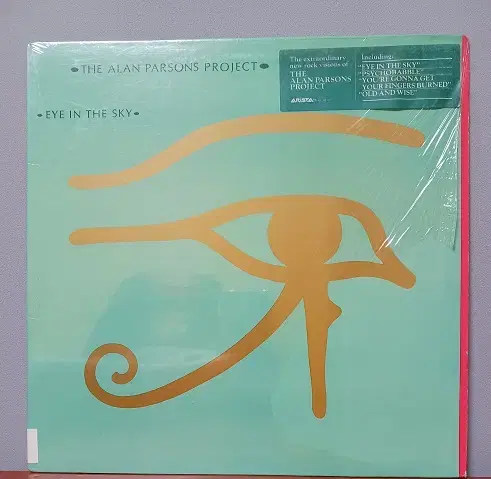 •THE ALAN PARSONS PROJECT•
•EYE IN THE SKY•
The extraordinary
new rock visions of
THE
ALAN PARSONS
PROJECT
ARISTA
Including:
"EYE IN THE SKY"
"PSYCHOBABBLE"
"YOU'RE GONNA GET
YOUR FINGERS BURNED"
"OLD AND WISE"